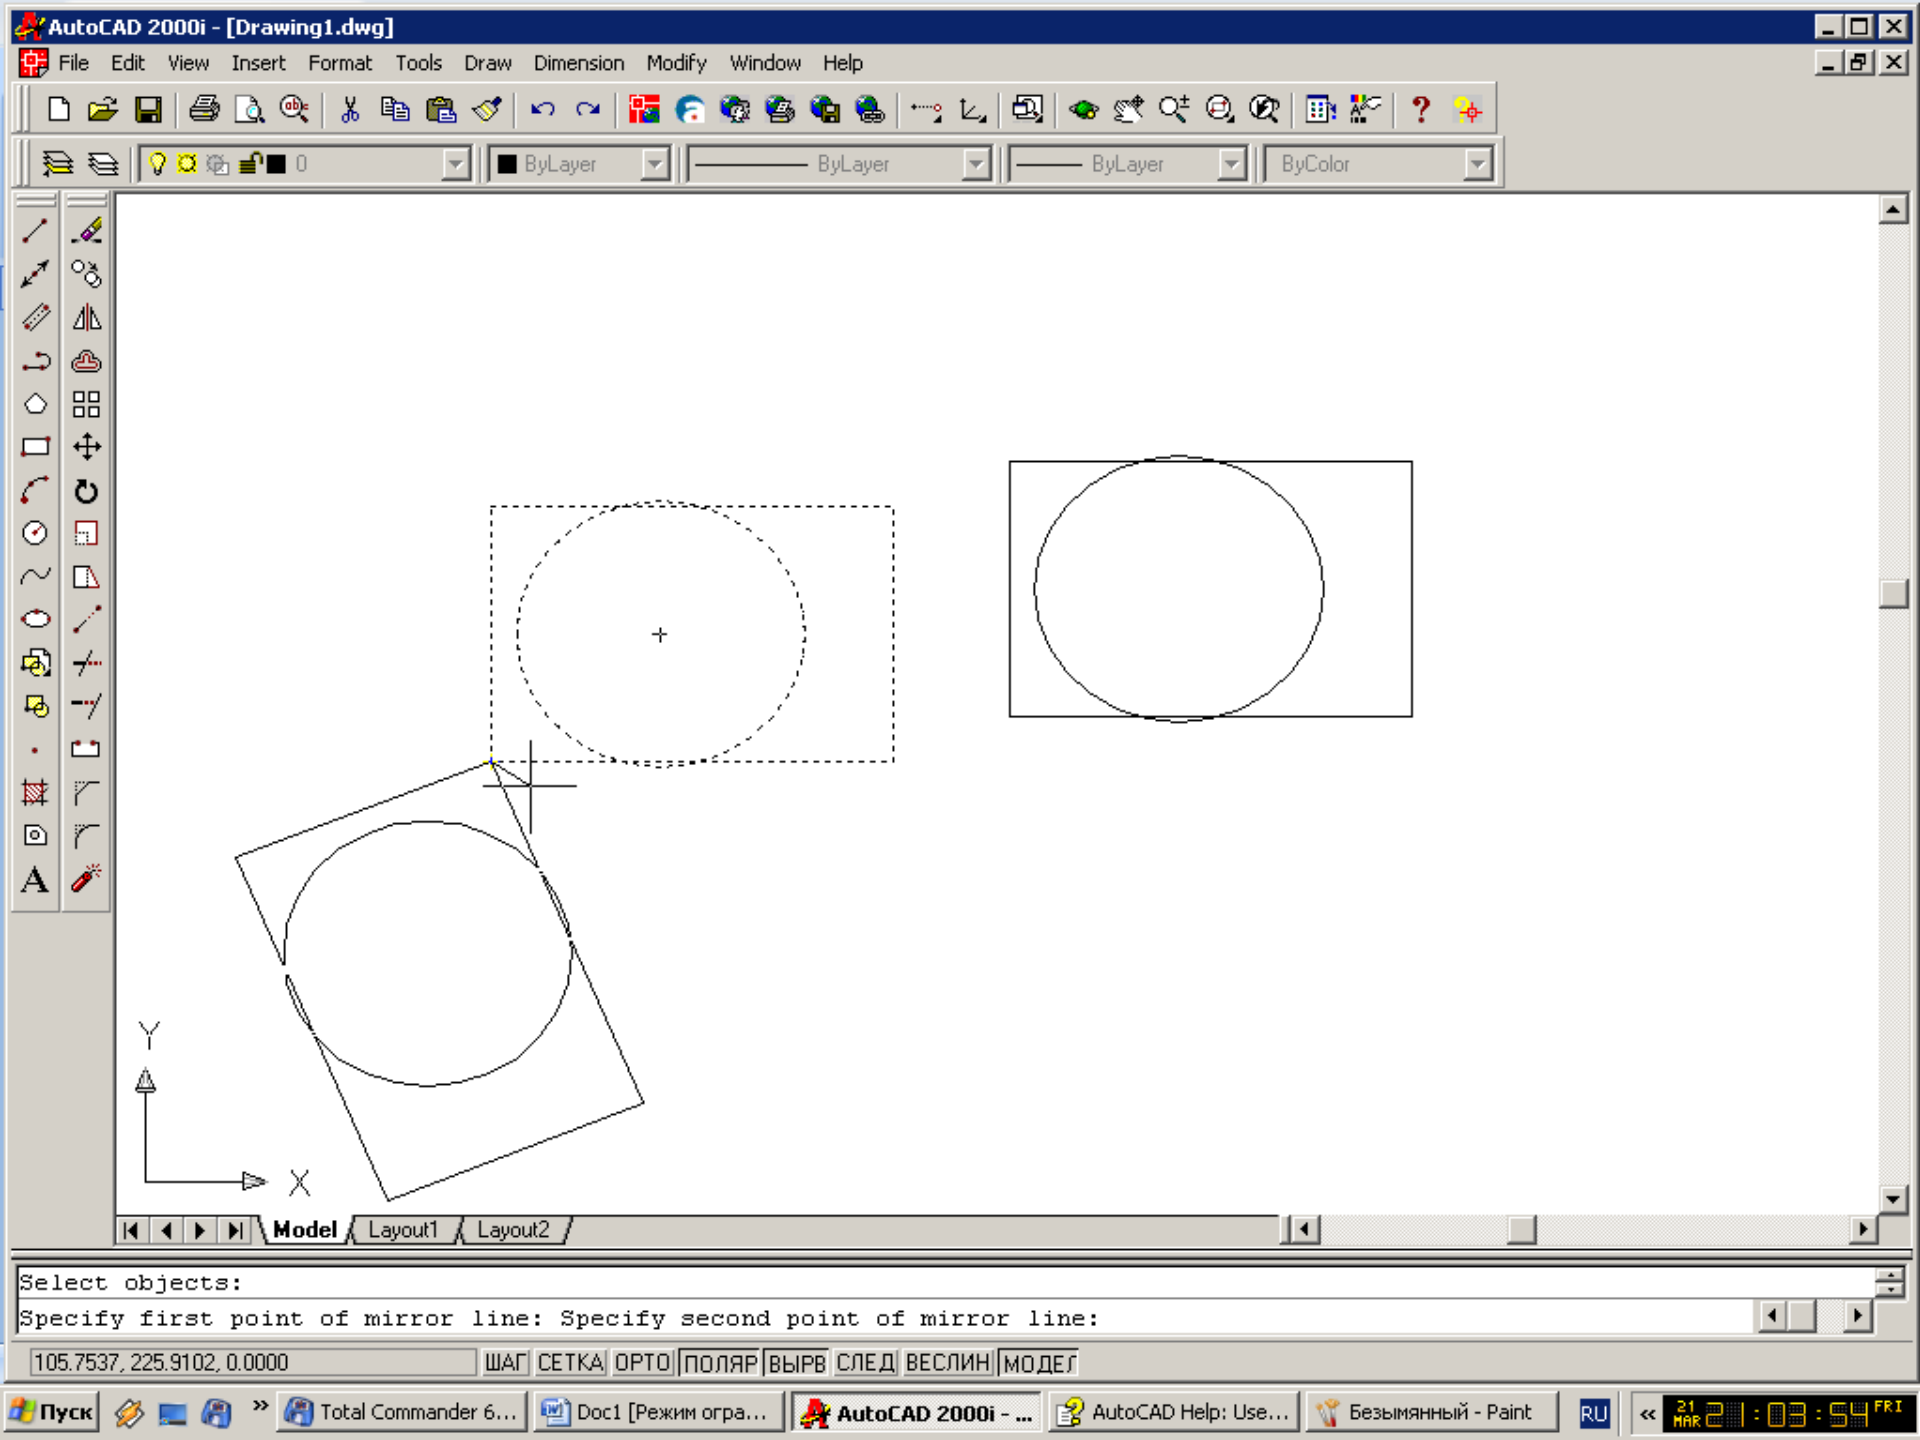 AutoCAD 2000i - [Drawing1.dwg]
File Edit View Insert Format Tools Draw Dimension Modify Window Help
0 ByLayer ByLayer ByLayer ByColor
A
Y
X
Model Layout1 Layout2
Select objects:
Specify first point of mirror line: Specify second point of mirror line:
105.7537, 225.9102, 0.0000 ШАГ СЕТКА ОРТО ПОЛЯР ВЫРВ СЛЕД ВЕСЛИН МОДЕЛ
Пуск » Total Commander 6... Doc1 [Режим огра... AutoCAD 2000i - ... AutoCAD Help: Use... Безымянный - Paint RU « 21 MAR 21:03:54 FRI